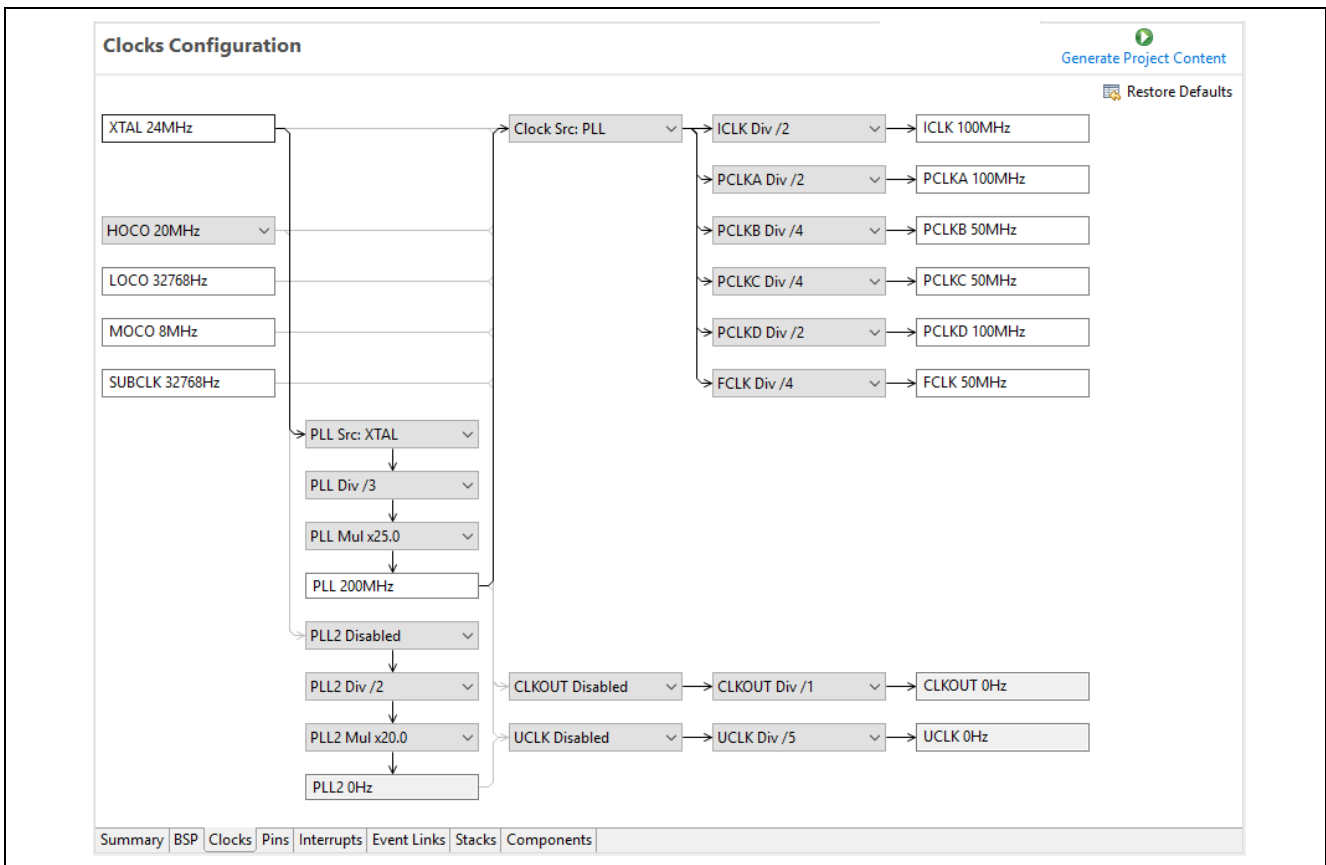 Clocks Configuration
Generate Project Content
Restore Defaults
XTAL 24MHz
Clock Src: PLL
ICLK Div /2
ICLK 100MHz
PCLKA Div /2
PCLKA 100MHz
HOCO 20MHz
PCLKB Div /4
PCLKB 50MHz
LOCO 32768Hz
PCLKC Div /4
PCLKC 50MHz
MOCO 8MHz
PCLKD Div /2
PCLKD 100MHz
SUBCLK 32768Hz
FCLK Div /4
FCLK 50MHz
PLL Src: XTAL
PLL Div /3
PLL Mul x25.0
PLL 200MHz
PLL2 Disabled
PLL2 Div /2
CLKOUT Disabled
CLKOUT Div /1
CLKOUT 0Hz
PLL2 Mul x20.0
UCLK Disabled
UCLK Div /5
UCLK 0Hz
PLL2 0Hz
Summary BSP Clocks Pins Interrupts Event Links Stacks Components